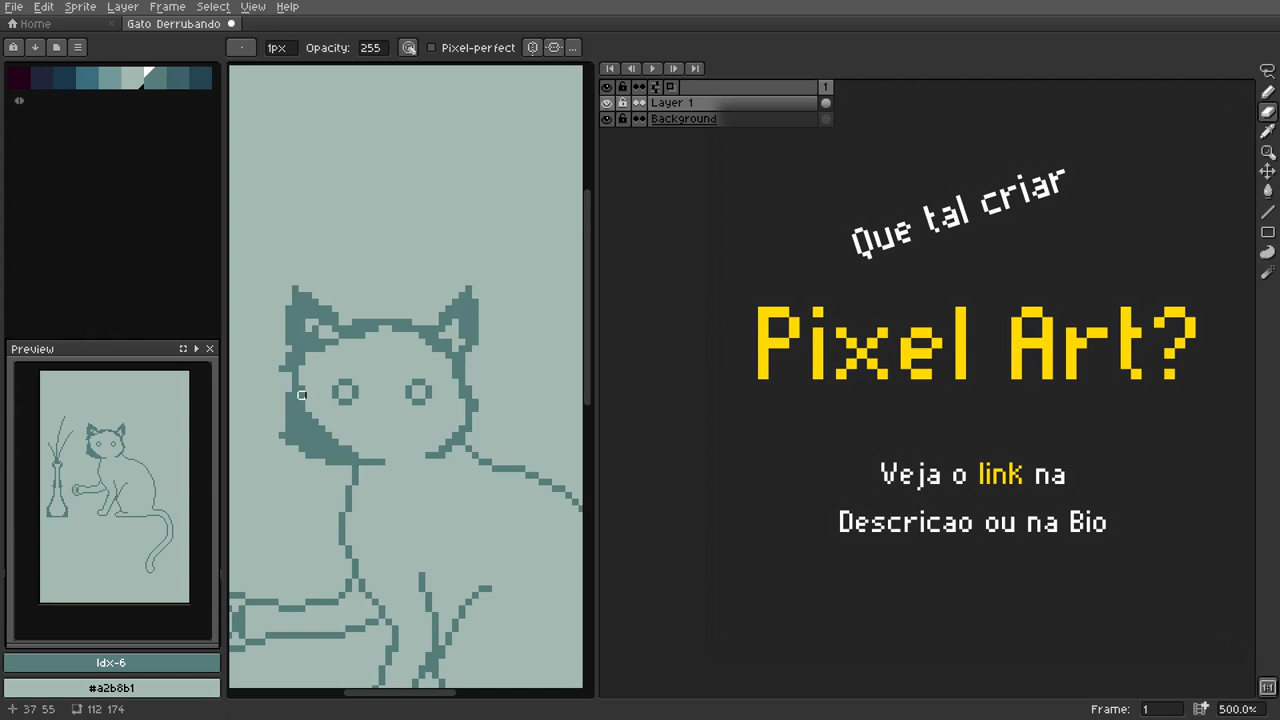 File Edit Sprite Layer Frame Select View Help
Home Gato Derrubando
1px Opacity: 255 Pixel-perfect ...
1
Layer 1
Background
Que tal criar
Pixel Art?
Veja o link na
Descricao ou na Bio
Preview
Idx-6
#a2b8b1
37 55 112 174 Frame: 1 500.0%
1:1